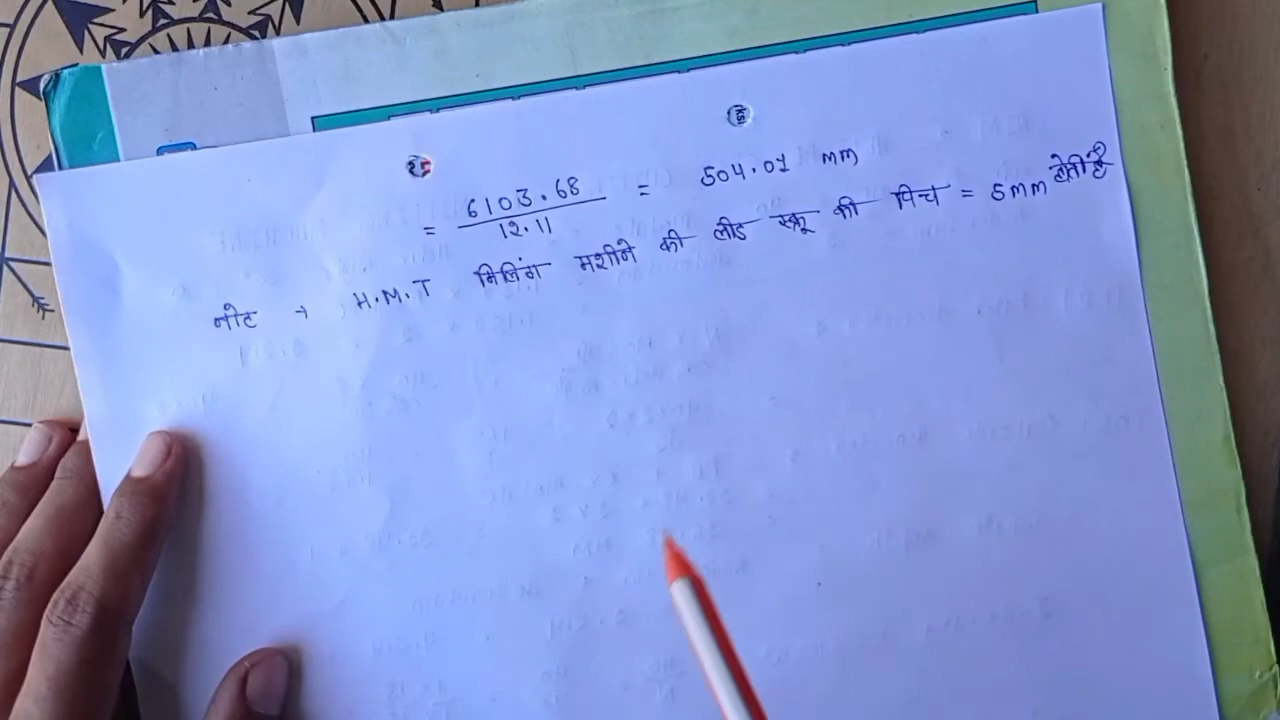 = 6103.68 / 12.11 = 504.01 mm
नोट → H.M.T मिलिंग मशीने की लीड स्क्रू की पिच = 5mm होती है